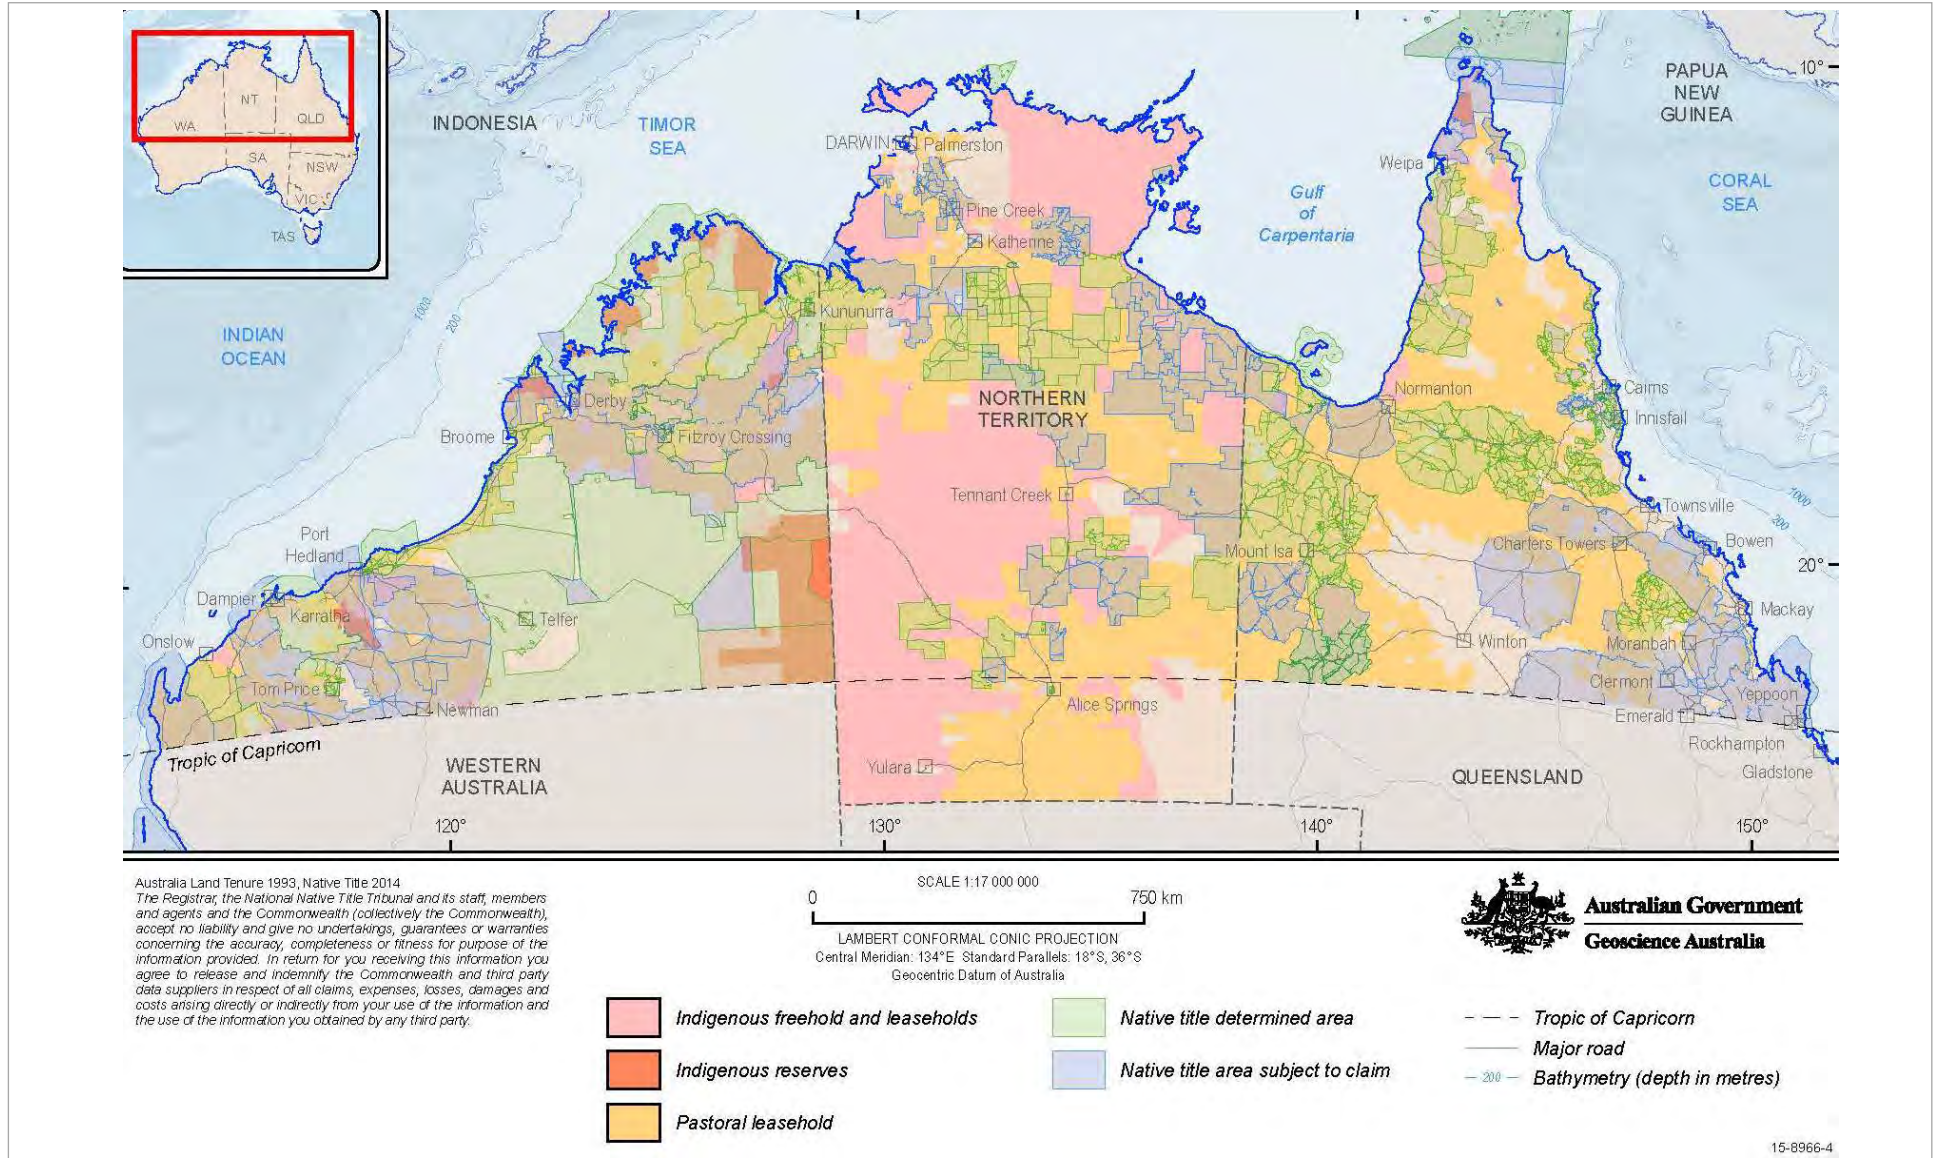 WA
NT
QLD
SA
NSW
VIC
TAS
INDONESIA
TIMOR
SEA
PAPUA
NEW
GUINEA
10°
DARWIN
Palmerston
Weipa
CORAL
SEA
Gulf
of
Carpentaria
Pine Creek
Katherine
1000
200
INDIAN
OCEAN
Kununurra
Derby
NORTHERN
TERRITORY
Normanton
Cairns
Innisfail
Broome
Fitzroy Crossing
Tennant Creek
1000
200
Townsville
Port
Hedland
Mount Isa
Charters Towers
Bowen
20°
Dampier
Karratha
Telfer
Mackay
Onslow
Winton
Moranbah
Tom Price
Clermont
Yeppoon
Newman
Alice Springs
Emerald
Tropic of Capricorn
Rockhampton
WESTERN
AUSTRALIA
Yulara
QUEENSLAND
Gladstone
120°
130°
140°
150°
Australia Land Tenure 1993, Native Title 2014
The Registrar, the National Native Title Tribunal and its staff, members
and agents and the Commonwealth (collectively the Commonwealth),
accept no liability and give no undertakings, guarantees or warranties
concerning the accuracy, completeness or fitness for purpose of the
information provided. In return for you receiving this information you
agree to release and indemnify the Commonwealth and third party
data suppliers in respect of all claims, expenses, losses, damages and
costs arising directly or indirectly from your use of the information and
the use of the information you obtained by any third party.
SCALE 1:17 000 000
0 750 km
LAMBERT CONFORMAL CONIC PROJECTION
Central Meridian: 134°E Standard Parallels: 18°S, 36°S
Geocentric Datum of Australia
Australian Government
Geoscience Australia
Indigenous freehold and leaseholds
Indigenous reserves
Pastoral leasehold
Native title determined area
Native title area subject to claim
Tropic of Capricorn
Major road
200 Bathymetry (depth in metres)
15-8966-4